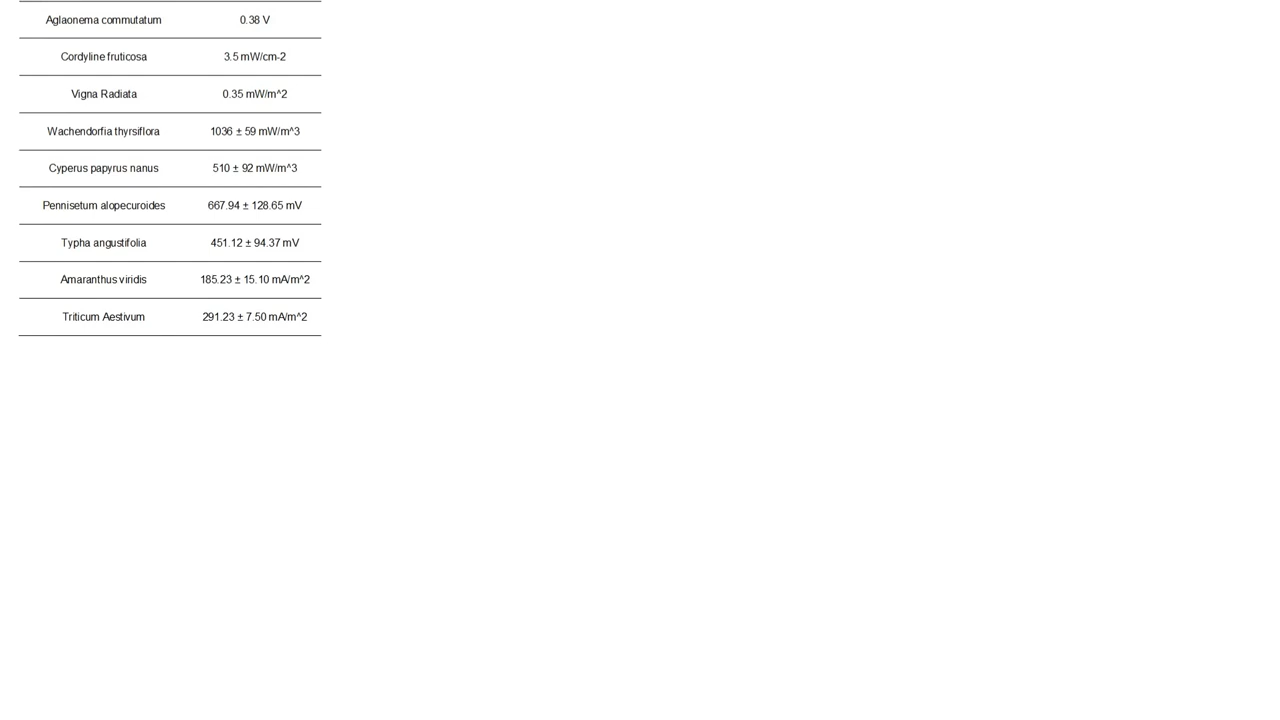 Aglaonema commutatum 0.38 V
Cordyline fruticosa 3.5 mW/cm-2
Vigna Radiata 0.35 mW/m^2
Wachendorfia thyrsiflora 1036 ± 59 mW/m^3
Cyperus papyrus nanus 510 ± 92 mW/m^3
Pennisetum alopecuroides 667.94 ± 128.65 mV
Typha angustifolia 451.12 ± 94.37 mV
Amaranthus viridis 185.23 ± 15.10 mA/m^2
Triticum Aestivum 291.23 ± 7.50 mA/m^2